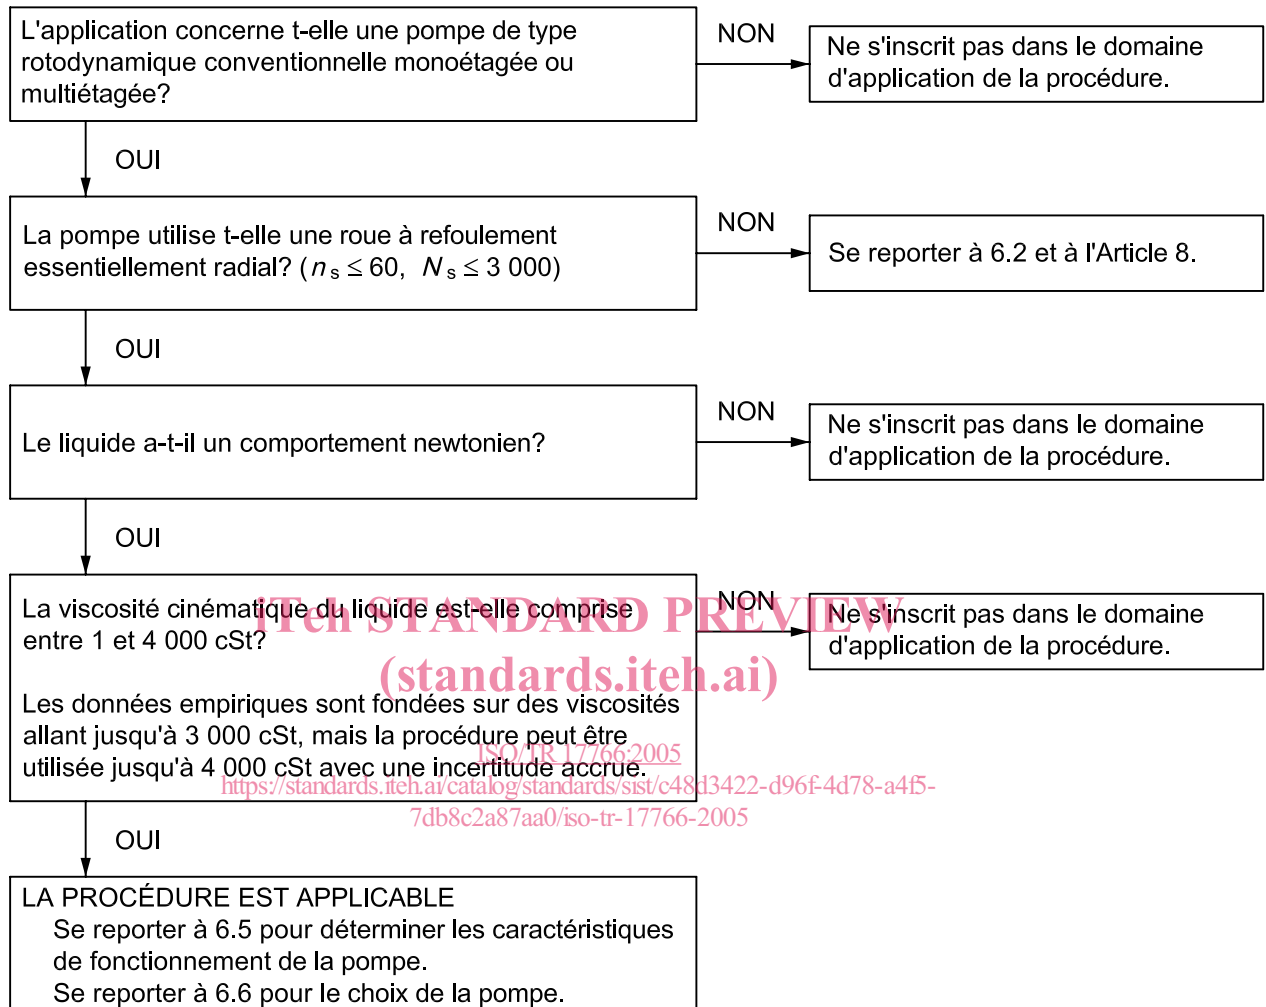 L'application concerne t-elle une pompe de type
rotodynamique conventionnelle monoétagée ou
multiétagée?
NON
Ne s'inscrit pas dans le domaine
d'application de la procédure.
OUI
La pompe utilise t-elle une roue à refoulement
essentiellement radial? (n s ≤ 60, N s ≤ 3 000)
NON
Se reporter à 6.2 et à l'Article 8.
OUI
Le liquide a-t-il un comportement newtonien?
NON
Ne s'inscrit pas dans le domaine
d'application de la procédure.
OUI
La viscosité cinématique du liquide est-elle comprise
entre 1 et 4 000 cSt?
Les données empiriques sont fondées sur des viscosités
allant jusqu'à 3 000 cSt, mais la procédure peut être
utilisée jusqu'à 4 000 cSt avec une incertitude accrue.
NON
Ne s'inscrit pas dans le domaine
d'application de la procédure.
iTeh STANDARD PREVIEW
(standards.iteh.ai)
ISO/TR 17766:2005
https://standards.iteh.ai/catalog/standards/sist/c48d3422-d96f-4d78-a4f5-
7db8c2a87aa0/iso-tr-17766-2005
OUI
LA PROCÉDURE EST APPLICABLE
Se reporter à 6.5 pour déterminer les caractéristiques
de fonctionnement de la pompe.
Se reporter à 6.6 pour le choix de la pompe.